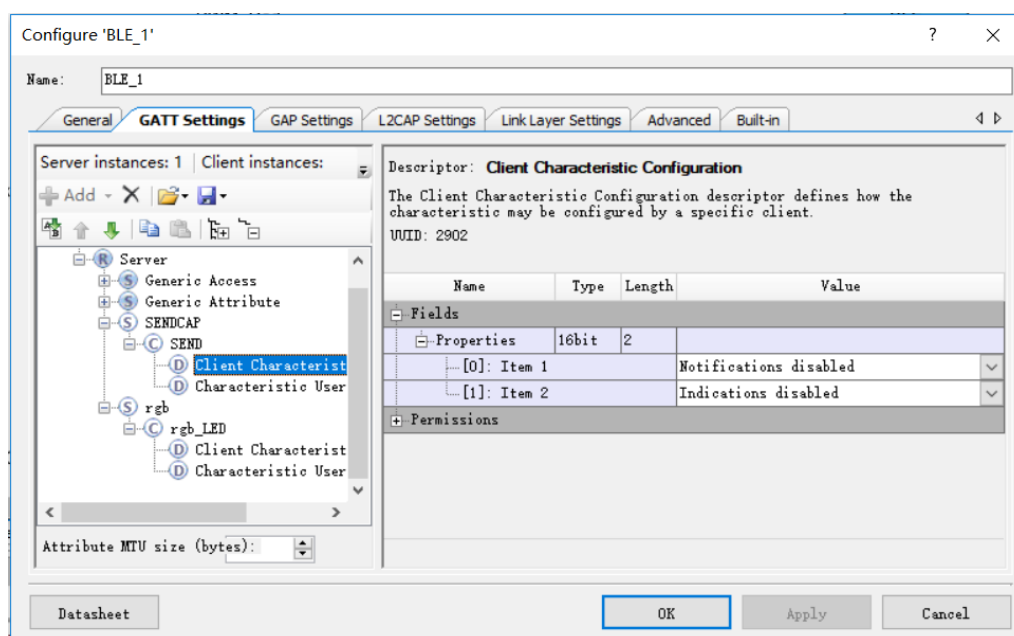 Configure 'BLE_1'
?
Name: BLE_1
General GATT Settings GAP Settings L2CAP Settings Link Layer Settings Advanced Built-in
Server instances: 1 Client instances:
Add
Server
Generic Access
Generic Attribute
SENDCAP
SEND
Client Characterist
Characteristic User
rgb
rgb_LED
Client Characterist
Characteristic User
Attribute MTU size (bytes):
Descriptor: Client Characteristic Configuration
The Client Characteristic Configuration descriptor defines how the
characteristic may be configured by a specific client.
UUID: 2902
Name Type Length Value
Fields
Properties 16bit 2
[0]: Item 1 Notifications disabled
[1]: Item 2 Indications disabled
Permissions
Datasheet OK Apply Cancel